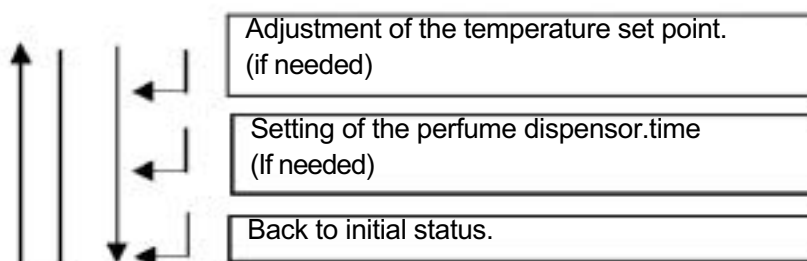 Adjustment of the temperature set point.
(if needed)
Setting of the perfume dispensor.time
(If needed)
Back to initial status.